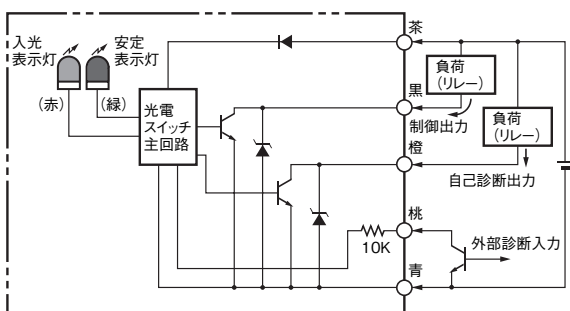 入光
表示灯
安定
表示灯
(赤)
(緑)
光電
スイッチ
主回路
茶
負荷
(リレー)
黒
制御出力
負荷
(リレー)
橙
自己診断出力
桃
10K
外部診断入力
青